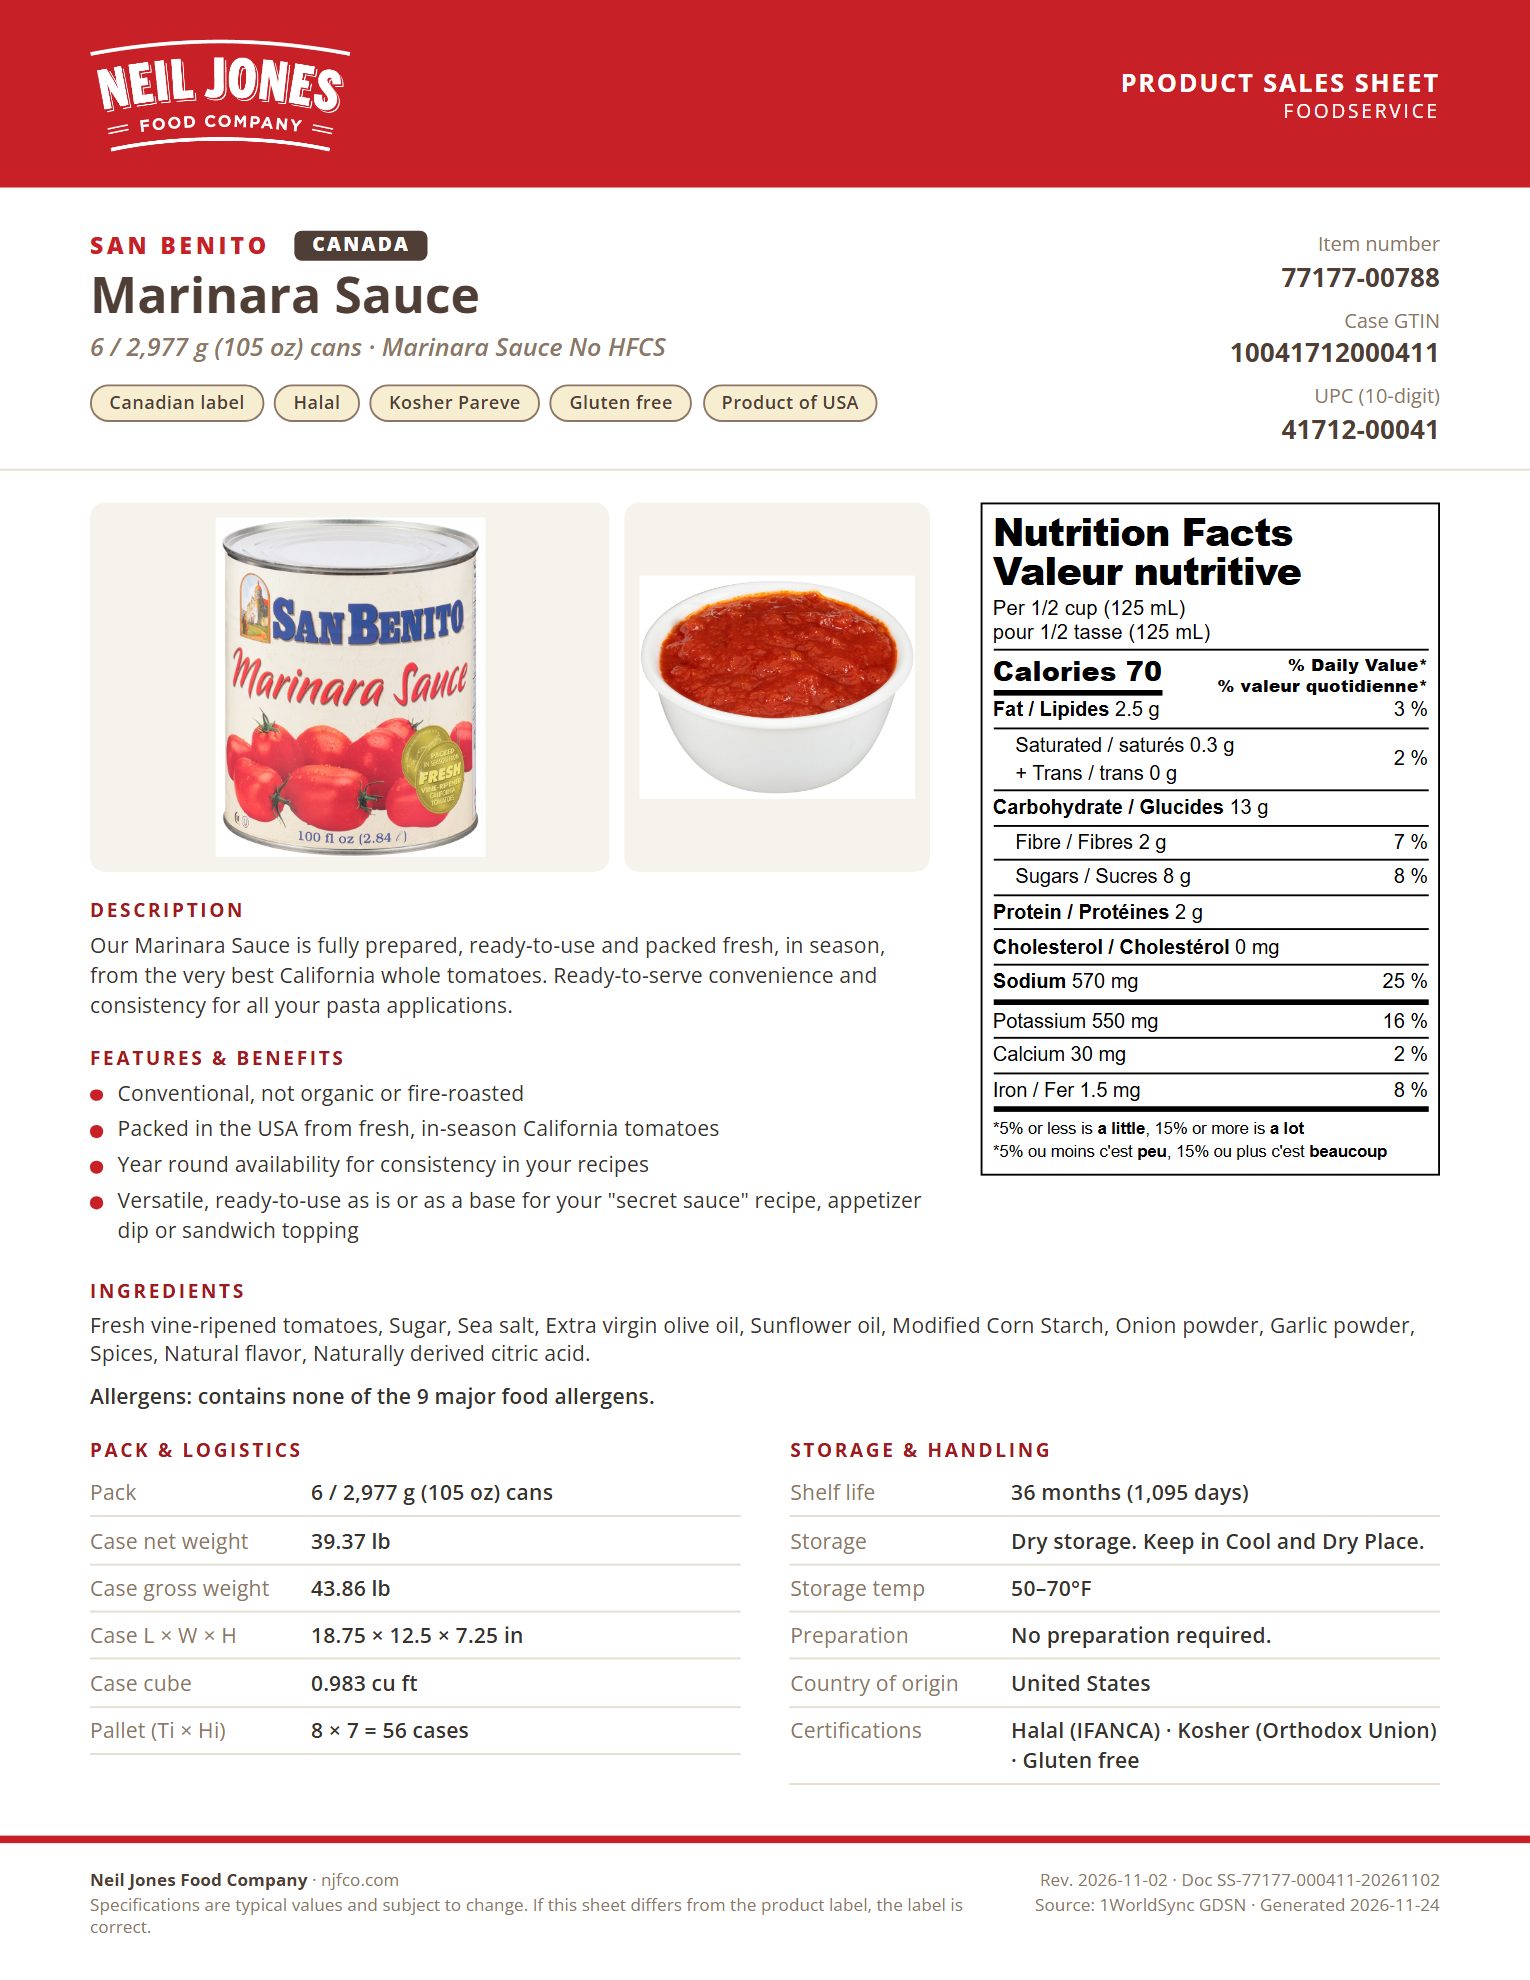 NEIL JONES
FOOD COMPANY
PRODUCT SALES SHEET
FOODSERVICE
SAN BENITO CANADA
Marinara Sauce
6 / 2,977 g (105 oz) cans · Marinara Sauce No HFCS
Canadian label
Halal
Kosher Pareve
Gluten free
Product of USA
Item number
77177-00788
Case GTIN
10041712000411
UPC (10-digit)
41712-00041
SAN BENITO
Marinara Sauce
PACKED
IN SEASON FROM
FRESH
VINE-RIPENED
CALIFORNIA
TOMATOES
100 fl oz (2.84 l)
DESCRIPTION
Our Marinara Sauce is fully prepared, ready-to-use and packed fresh, in season,
from the very best California whole tomatoes. Ready-to-serve convenience and
consistency for all your pasta applications.
FEATURES & BENEFITS
Conventional, not organic or fire-roasted
Packed in the USA from fresh, in-season California tomatoes
Year round availability for consistency in your recipes
Versatile, ready-to-use as is or as a base for your "secret sauce" recipe, appetizer
dip or sandwich topping
Nutrition Facts
Valeur nutritive
Per 1/2 cup (125 mL)
pour 1/2 tasse (125 mL)
Calories 70
% Daily Value*
% valeur quotidienne*
Fat / Lipides 2.5 g 3 %
Saturated / saturés 0.3 g
+ Trans / trans 0 g
2 %
Carbohydrate / Glucides 13 g
Fibre / Fibres 2 g 7 %
Sugars / Sucres 8 g 8 %
Protein / Protéines 2 g
Cholesterol / Cholestérol 0 mg
Sodium 570 mg 25 %
Potassium 550 mg 16 %
Calcium 30 mg 2 %
Iron / Fer 1.5 mg 8 %
*5% or less is a little, 15% or more is a lot
*5% ou moins c'est peu, 15% ou plus c'est beaucoup
INGREDIENTS
Fresh vine-ripened tomatoes, Sugar, Sea salt, Extra virgin olive oil, Sunflower oil, Modified Corn Starch, Onion powder, Garlic powder,
Spices, Natural flavor, Naturally derived citric acid.
Allergens: contains none of the 9 major food allergens.
PACK & LOGISTICS
Pack 6 / 2,977 g (105 oz) cans
Case net weight 39.37 lb
Case gross weight 43.86 lb
Case L × W × H 18.75 × 12.5 × 7.25 in
Case cube 0.983 cu ft
Pallet (Ti × Hi) 8 × 7 = 56 cases
STORAGE & HANDLING
Shelf life 36 months (1,095 days)
Storage Dry storage. Keep in Cool and Dry Place.
Storage temp 50–70°F
Preparation No preparation required.
Country of origin United States
Certifications Halal (IFANCA) · Kosher (Orthodox Union)
· Gluten free
Neil Jones Food Company · njfco.com
Specifications are typical values and subject to change. If this sheet differs from the product label, the label is
correct.
Rev. 2026-11-02 · Doc SS-77177-000411-20261102
Source: 1WorldSync GDSN · Generated 2026-11-24